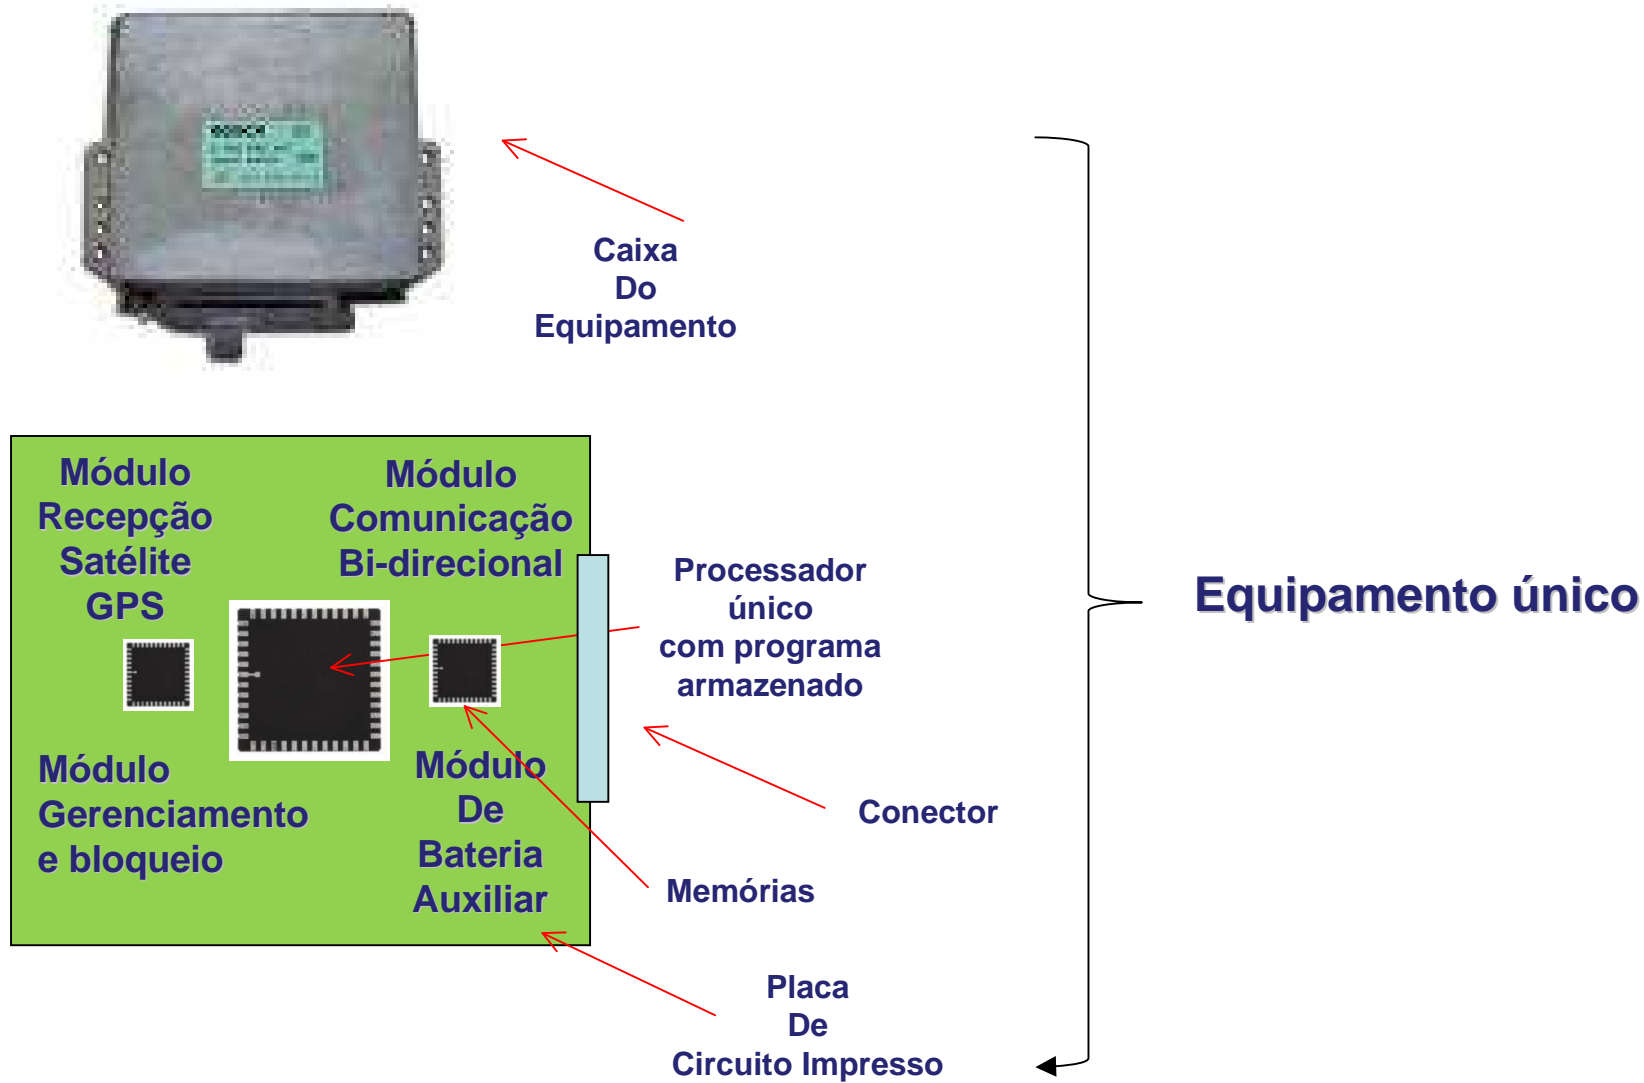 BOSCH
Caixa
Do
Equipamento
Módulo
Recepção
Satélite
GPS
Módulo
Comunicação
Bi-direcional
Processador
único
com programa
armazenado
Equipamento único
Módulo
Gerenciamento
e bloqueio
Módulo
De
Bateria
Auxiliar
Conector
Memórias
Placa
De
Circuito Impresso